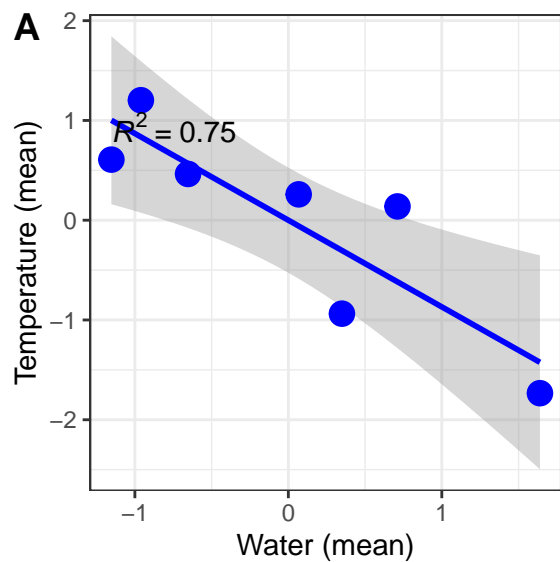 A
2
1
0
−1
−2
R² = 0.75
−1 0 1
Water (mean)
Temperature (mean)